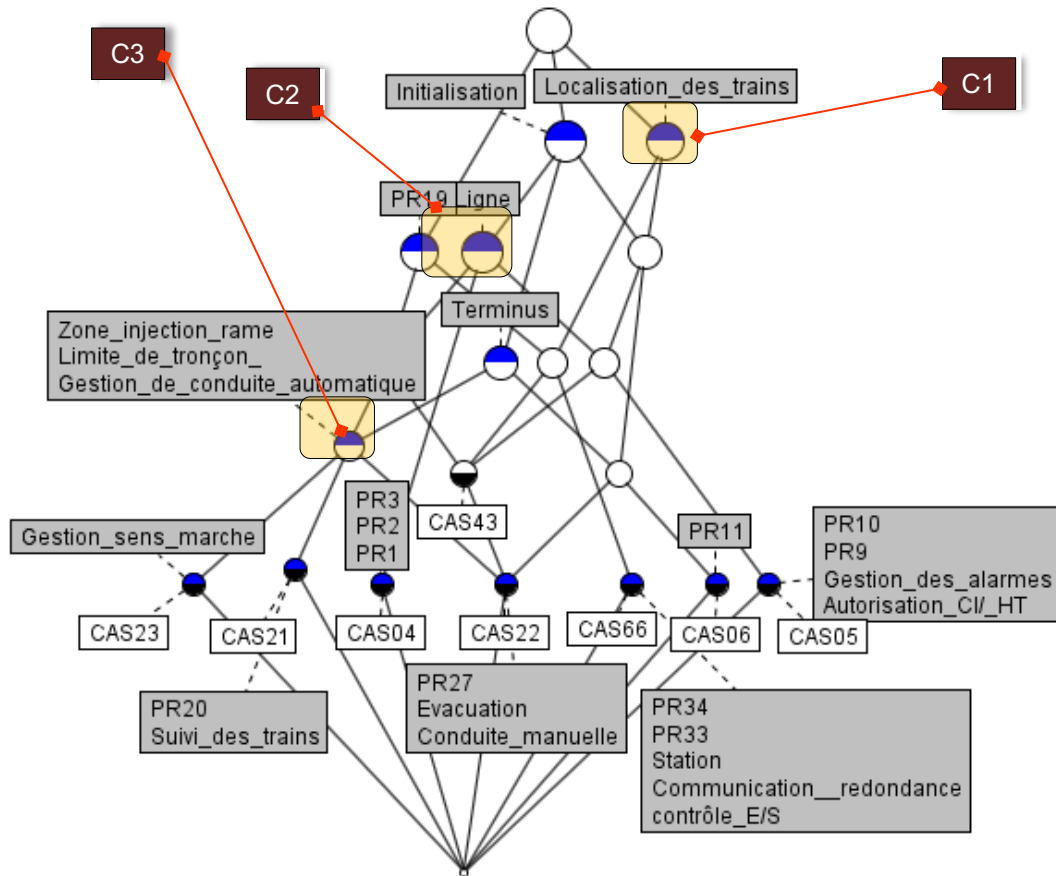 C3
C2
C1
Initialisation
Localisation_des_trains
PR19
Ligne
Terminus
Zone_injection_rame
Limite_de_tronçon_
Gestion_de_conduite_automatique
PR3
PR2
PR1
CAS43
Gestion_sens_marche
PR11
PR10
PR9
Gestion_des_alarmes
Autorisation_CI/_HT
CAS23
CAS21
CAS04
CAS22
CAS66
CAS06
CAS05
PR20
Suivi_des_trains
PR27
Evacuation
Conduite_manuelle
PR34
PR33
Station
Communication__redondance
contrôle_E/S